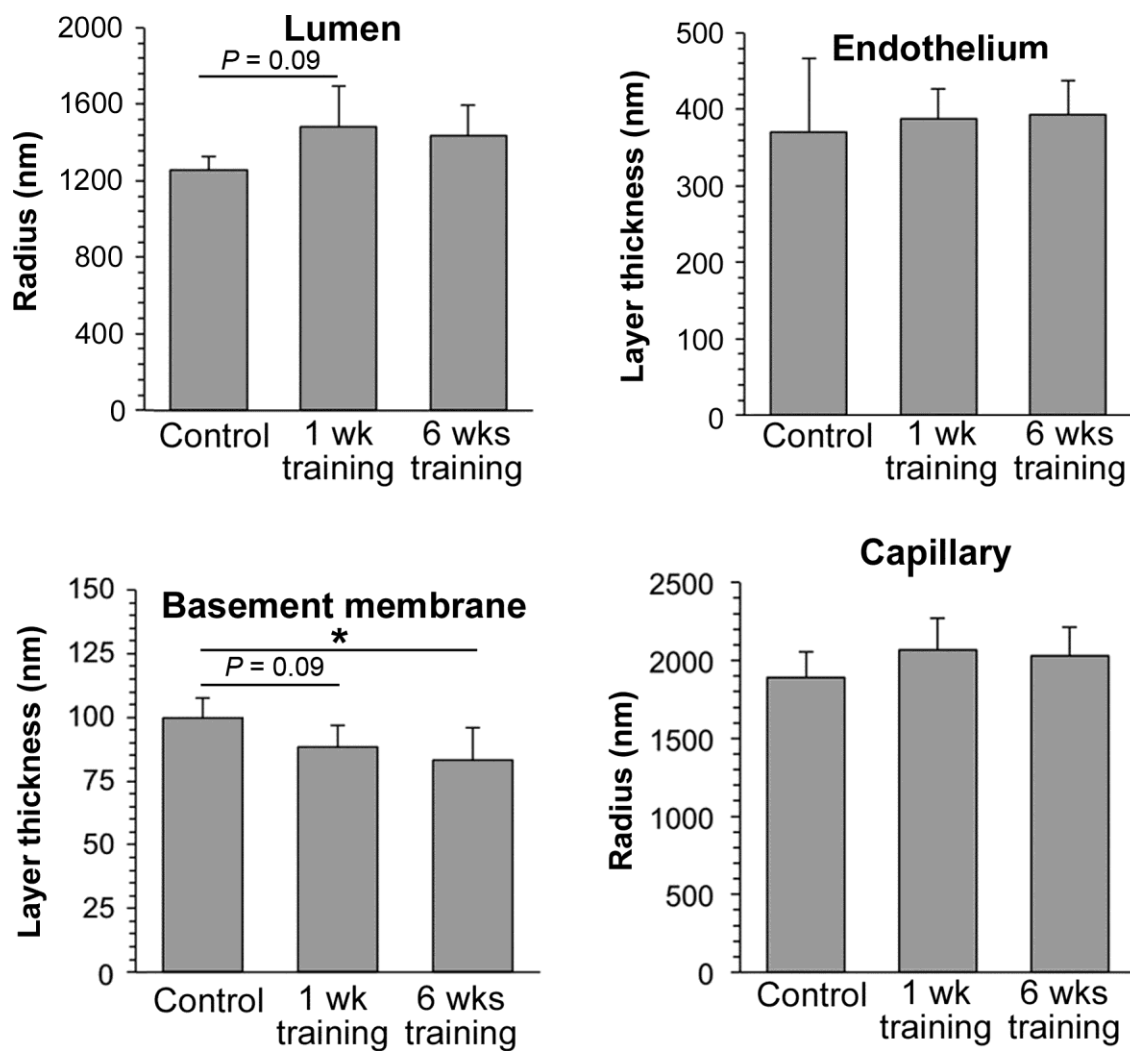 Lumen
P = 0.09
Radius (nm)
2000
1600
1200
800
400
0
Control
1 wk
training
6 wks
training
Endothelium
Layer thickness (nm)
500
400
300
200
100
0
Control
1 wk
training
6 wks
training
Basement membrane
*
P = 0.09
Layer thickness (nm)
150
125
100
75
50
25
0
Control
1 wk
training
6 wks
training
Capillary
Radius (nm)
2500
2000
1500
1000
500
0
Control
1 wk
training
6 wks
training